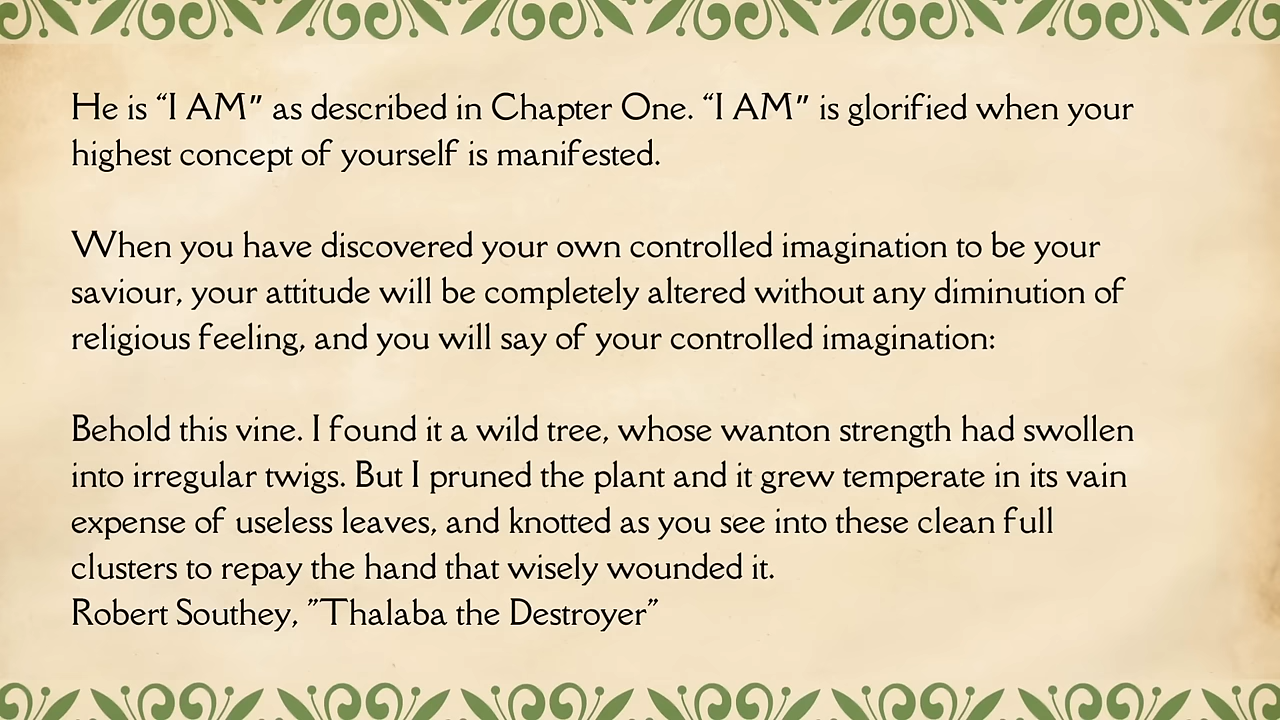 He is “I AM" as described in Chapter One. “I AM" is glorified when your
highest concept of yourself is manifested.
When you have discovered your own controlled imagination to be your
saviour, your attitude will be completely altered without any diminution of
religious feeling, and you will say of your controlled imagination:
Behold this vine. I found it a wild tree, whose wanton strength had swollen
into irregular twigs. But I pruned the plant and it grew temperate in its vain
expense of useless leaves, and knotted as you see into these clean full
clusters to repay the hand that wisely wounded it.
Robert Southey, "Thalaba the Destroyer”